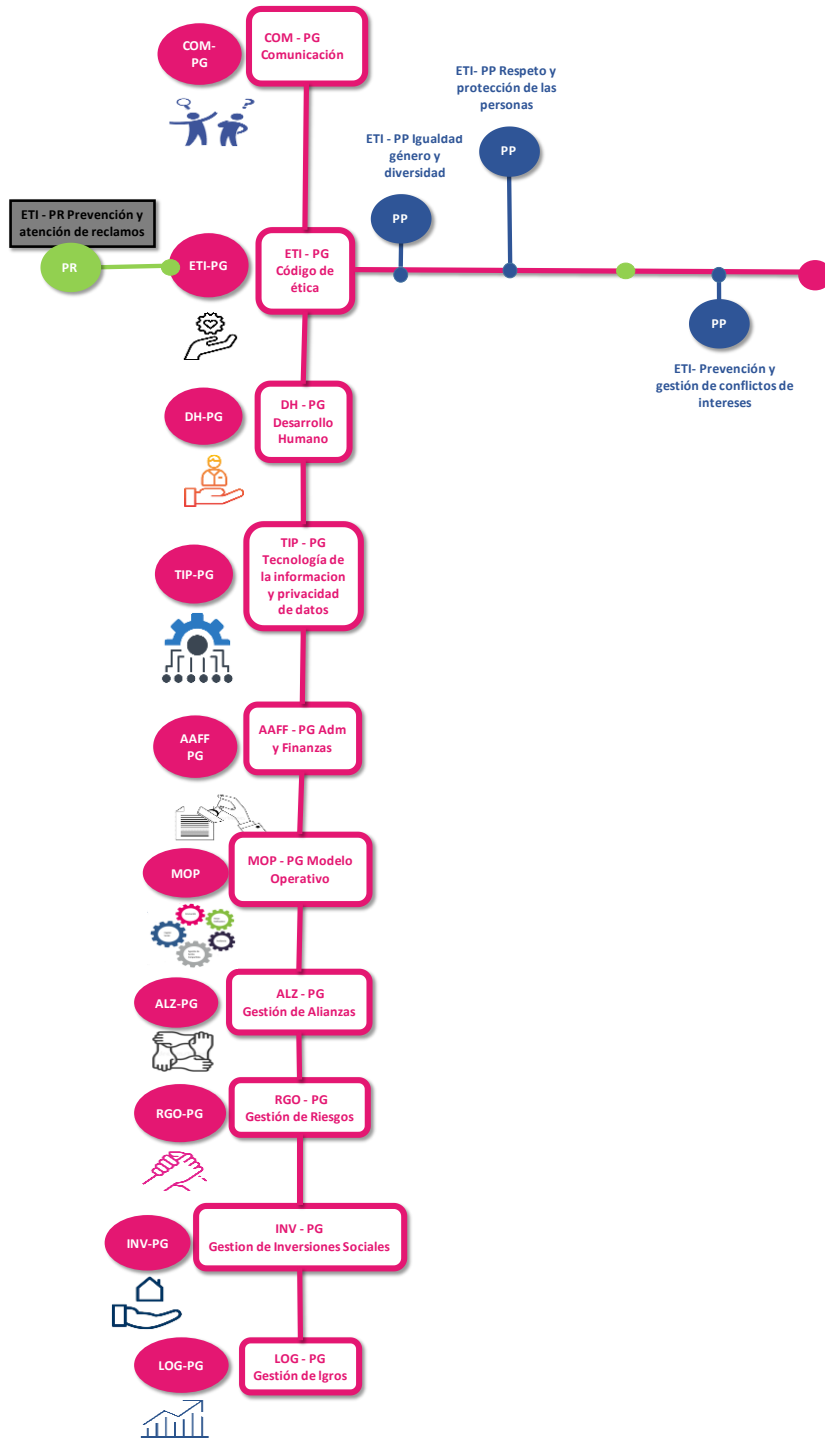 COM-
PG
COM - PG
Comunicación
ETI- PP Respeto y
protección de las
personas
PP
ETI - PP Igualdad
género y
diversidad
PP
ETI - PR Prevención y
atención de reclamos
PR
ETI-PG
ETI - PG
Código de
ética
PP
ETI- Prevención y
gestión de conflictos de
intereses
DH-PG
DH - PG
Desarrollo
Humano
TIP-PG
TIP - PG
Tecnología de
la informacion
y privacidad
de datos
AAFF
PG
AAFF - PG Adm
y Finanzas
MOP
MOP - PG Modelo
Operativo
ALZ-PG
ALZ - PG
Gestión de Alianzas
RGO-PG
RGO - PG
Gestión de Riesgos
INV-PG
INV - PG
Gestion de Inversiones Sociales
LOG-PG
LOG - PG
Gestión de lgros